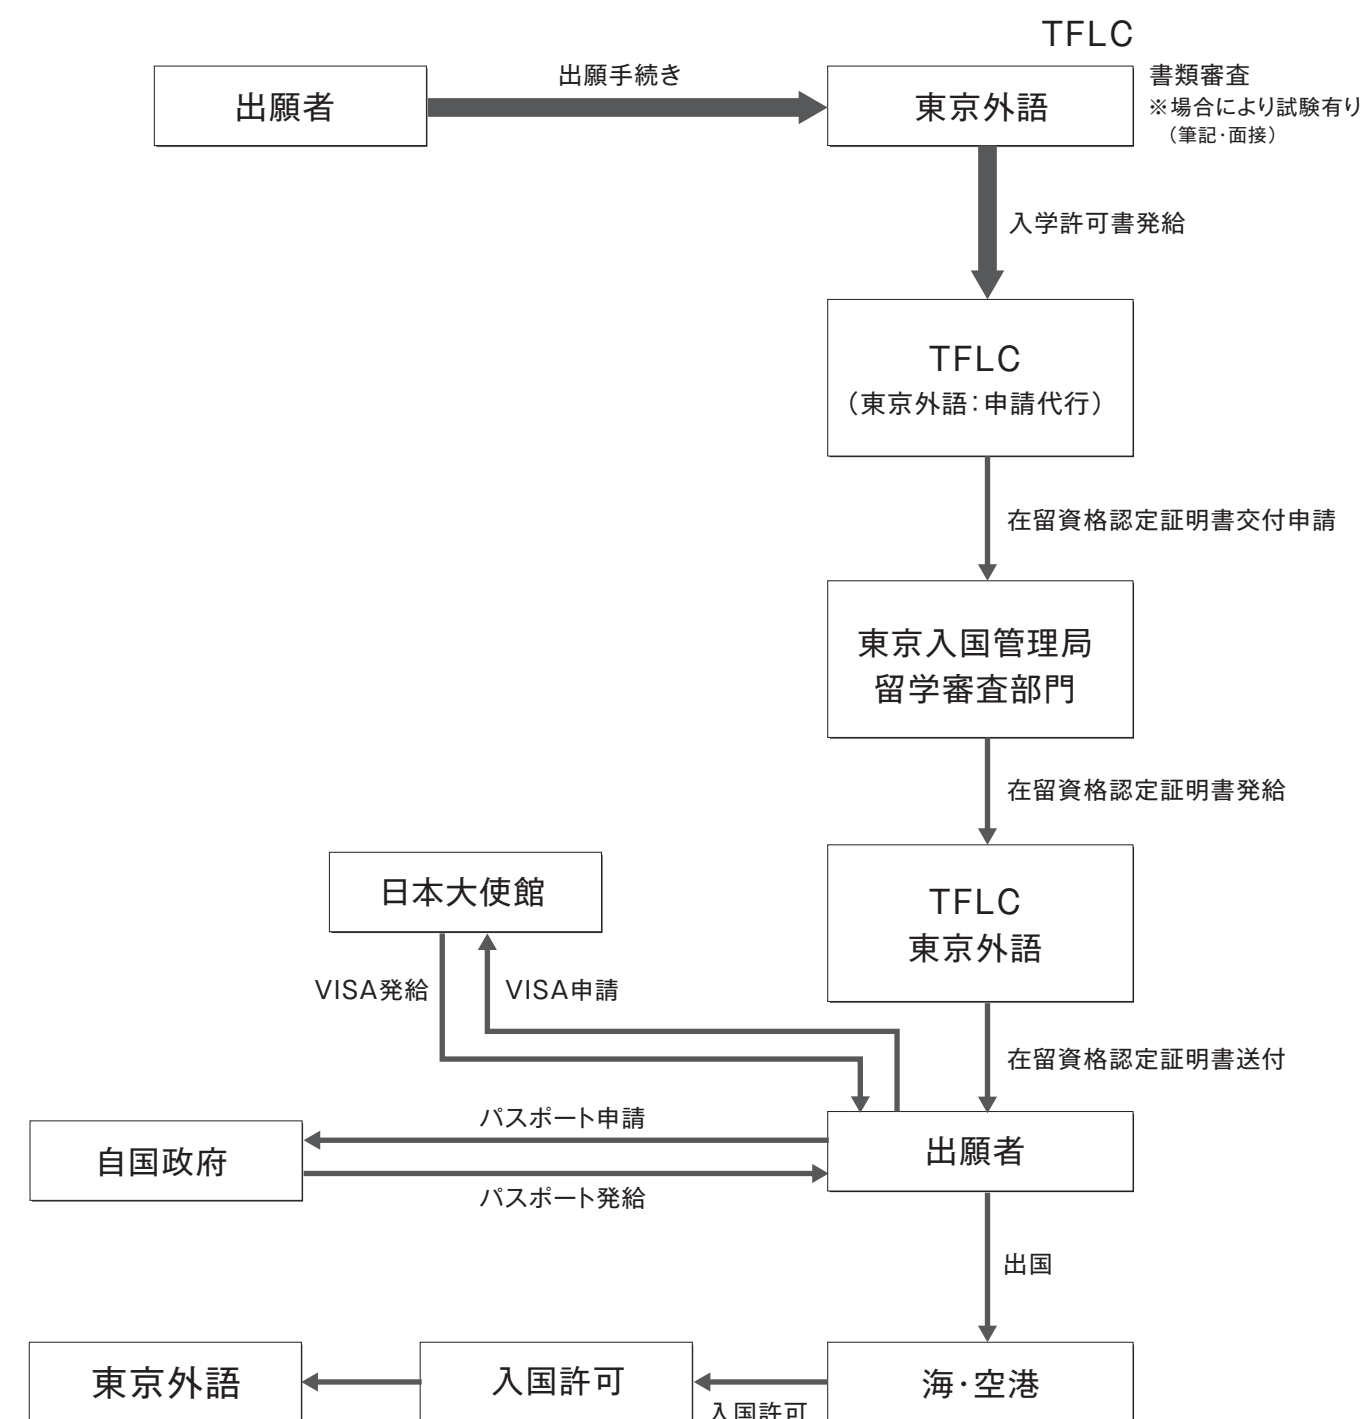 TFLC
出願者
出願手続き
東京外語
書類審査
※場合により試験有り
（筆記・面接）
入学許可書発給
TFLC
（東京外語：申請代行）
在留資格認定証明書交付申請
東京入国管理局
留学審査部門
在留資格認定証明書発給
日本大使館
TFLC
東京外語
VISA発給
VISA申請
在留資格認定証明書送付
パスポート申請
自国政府
出願者
パスポート発給
出国
東京外語
入国許可
海・空港
入国許可